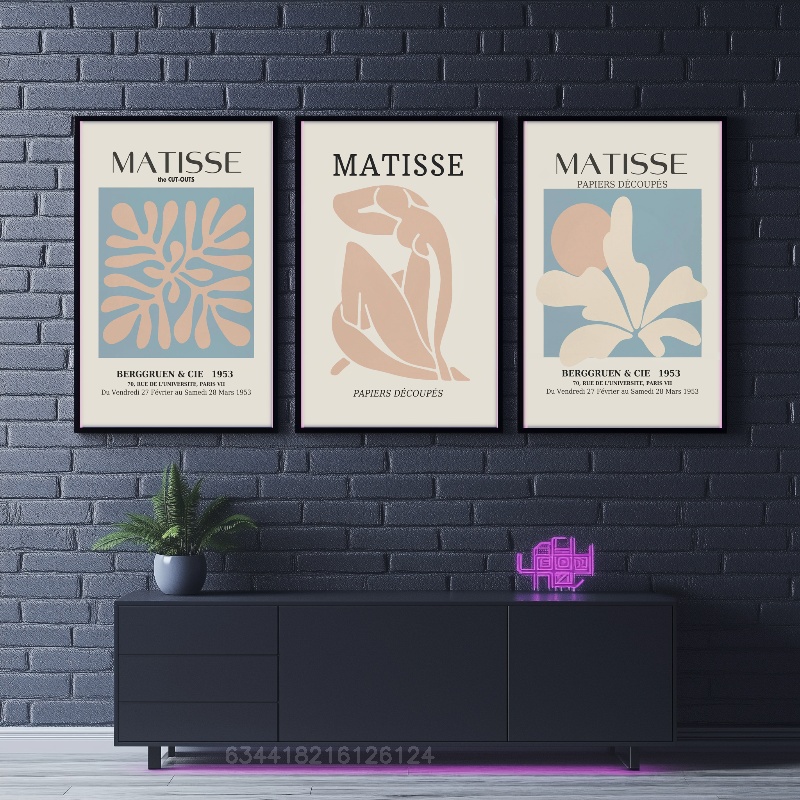 MATISSE
the CUT-OUTS
BERGGRUEN & CIE 1953
70, RUE DE L'UNIVERSITE, PARIS VII
Du Vendredi 27 Février au Samedi 28 Mars 1953
MATISSE
PAPIERS DÉCOUPÉS
MATISSE
PAPIERS DÉCOUPÉS
BERGGRUEN & CIE 1953
70, RUE DE L'UNIVERSITE, PARIS VII
Du Vendredi 27 Février au Samedi 28 Mars 1953
634418216126124